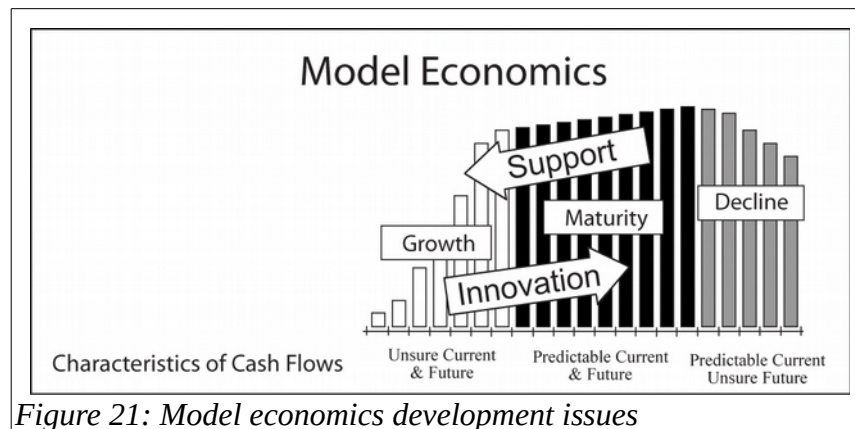 Model Economics
Support
Decline
Maturity
Growth
Innovation
Characteristics of Cash Flows
Unsure Current
& Future
Predictable Current
& Future
Predictable Current
Unsure Future
Figure 21: Model economics development issues